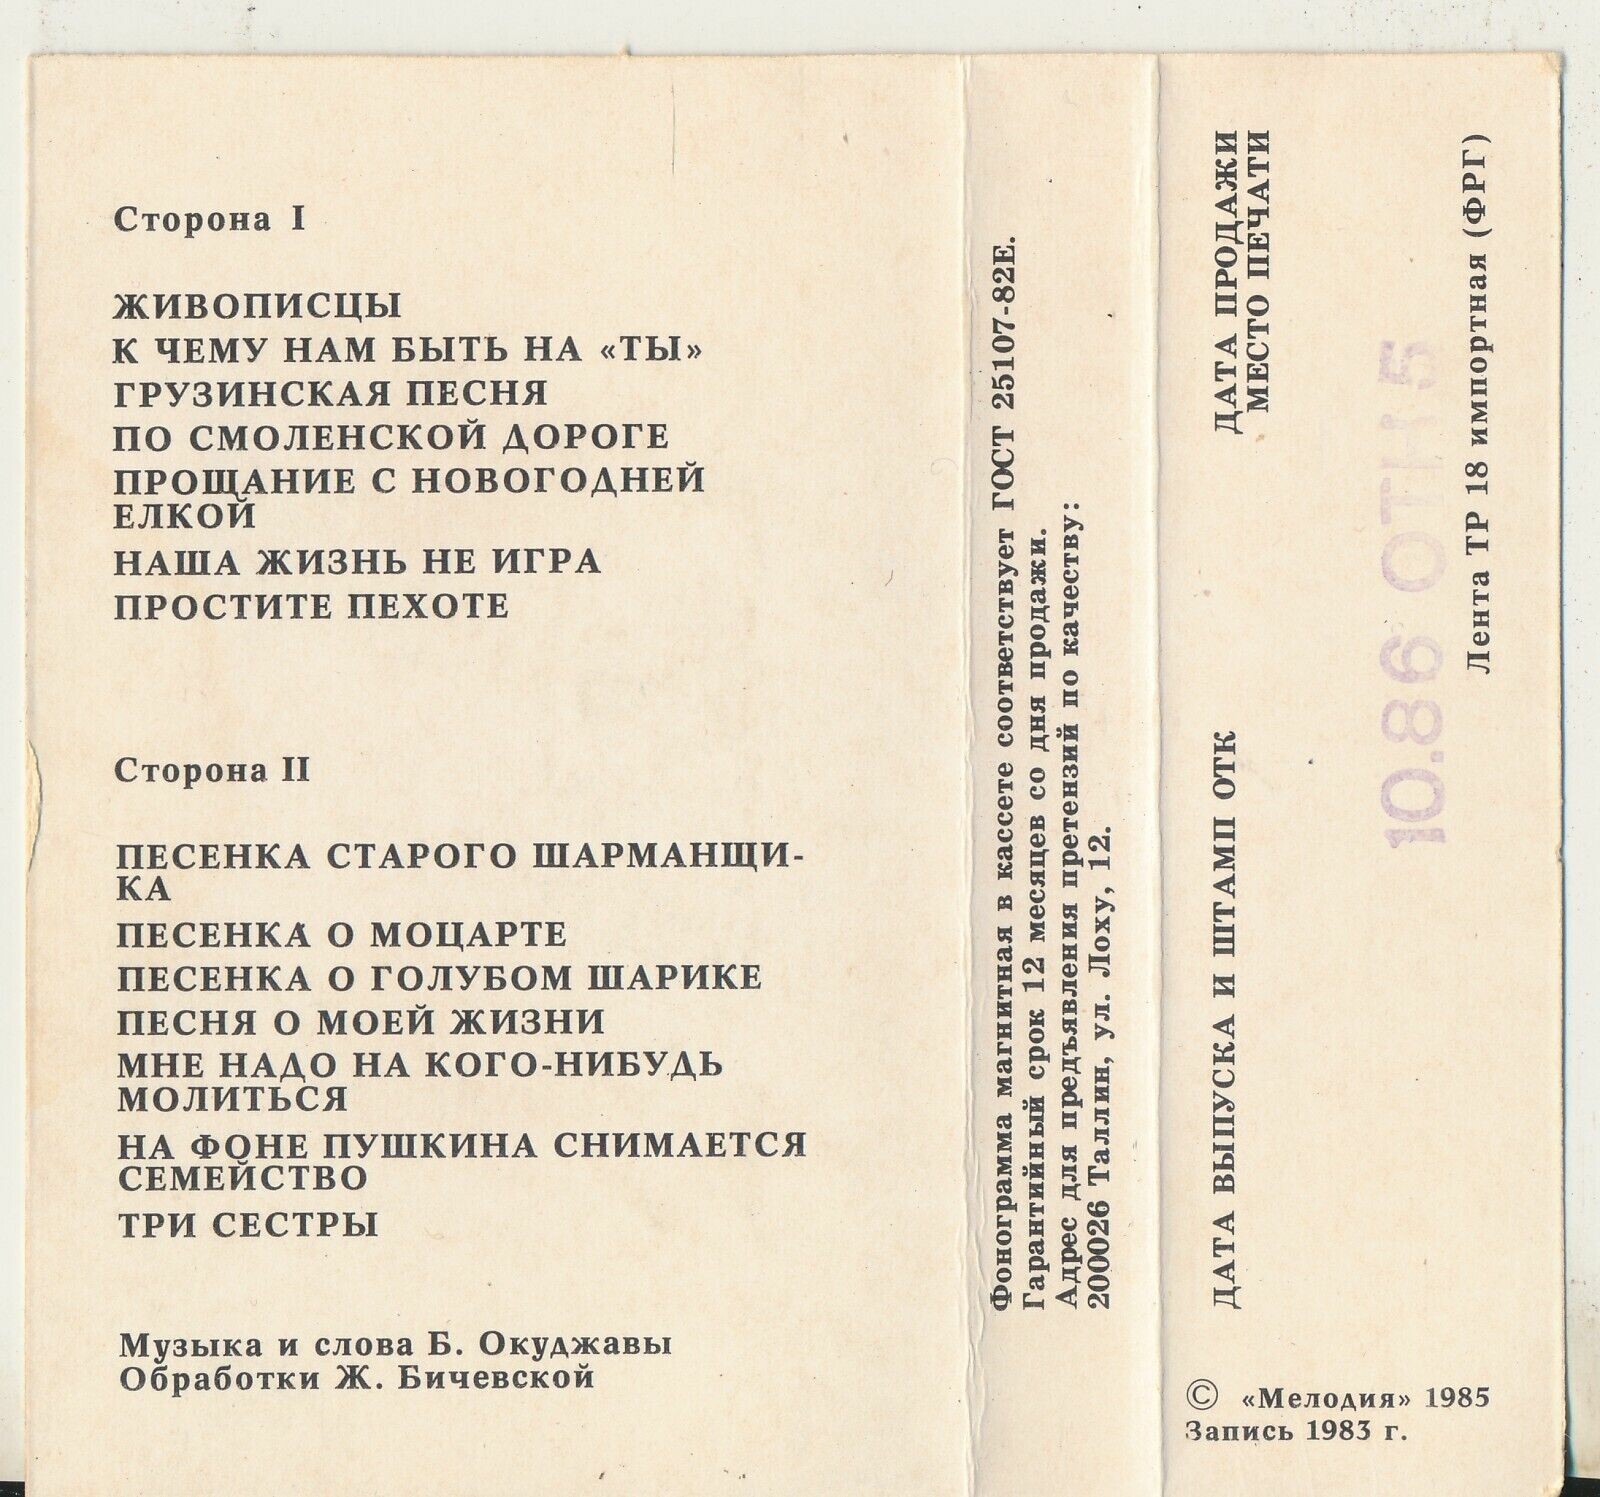 Сторона I
ЖИВОПИСЦЫ
К ЧЕМУ НАМ БЫТЬ НА «ТЫ»
ГРУЗИНСКАЯ ПЕСНЯ
ПО СМОЛЕНСКОЙ ДОРОГЕ
ПРОЩАНИЕ С НОВОГОДНЕЙ
ЕЛКОЙ
НАША ЖИЗНЬ НЕ ИГРА
ПРОСТИТЕ ПЕХОТЕ
Сторона II
ПЕСЕНКА СТАРОГО ШАРМАНЩИ-
КА
ПЕСЕНКА О МОЦАРТЕ
ПЕСЕНКА О ГОЛУБОМ ШАРИКЕ
ПЕСНЯ О МОЕЙ ЖИЗНИ
МНЕ НАДО НА КОГО-НИБУДЬ
МОЛИТЬСЯ
НА ФОНЕ ПУШКИНА СНИМАЕТСЯ
СЕМЕЙСТВО
ТРИ СЕСТРЫ
Музыка и слова Б. Окуджавы
Обработки Ж. Бичевской
Фонограмма магнитная в кассете соответствует ГОСТ 25107-82Е.
Гарантийный срок 12 месяцев со дня продажи.
Адрес для предъявления претензий по качеству:
200026 Таллин, ул. Лоху, 12.
ДАТА ВЫПУСКА И ШТАМП ОТК
ДАТА ПРОДАЖИ
МЕСТО ПЕЧАТИ
10.86
Лента ТР 18 импортная (ФРГ)
© «Мелодия» 1985
Запись 1983 г.